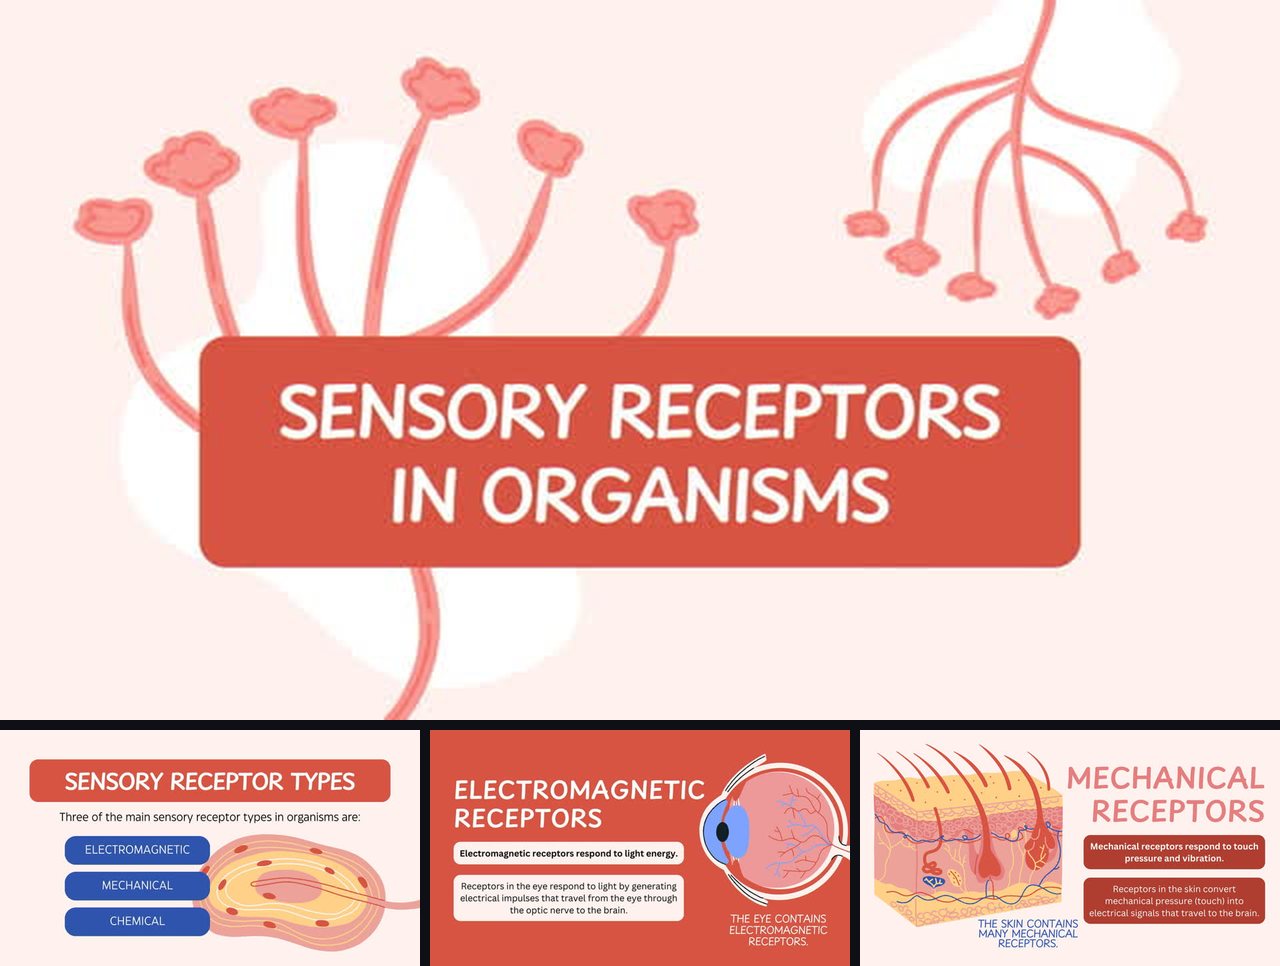 SENSORY RECEPTORS
IN ORGANISMS
SENSORY RECEPTOR TYPES
Three of the main sensory receptor types in organisms are:
ELECTROMAGNETIC
MECHANICAL
CHEMICAL
ELECTROMAGNETIC
RECEPTORS
Electromagnetic receptors respond to light energy.
Receptors in the eye respond to light by generating
electrical impulses that travel from the eye through
the optic nerve to the brain.
THE EYE CONTAINS
ELECTROMAGNETIC
RECEPTORS.
MECHANICAL
RECEPTORS
Mechanical receptors respond to touch
pressure and vibration.
Receptors in the skin convert
mechanical pressure (touch) into
electrical signals that travel to the brain.
THE SKIN CONTAINS
MANY MECHANICAL
RECEPTORS.